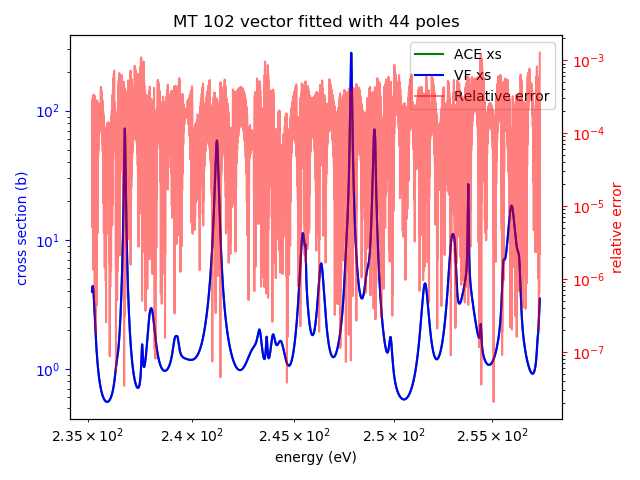 MT 102 vector fitted with 44 poles
ACE xs
VF xs
Relative error
cross section (b)
10²
10¹
10⁰
relative error
10⁻³
10⁻⁴
10⁻⁵
10⁻⁶
10⁻⁷
2.35 × 10² 2.4 × 10² 2.45 × 10² 2.5 × 10² 2.55 × 10²
energy (eV)